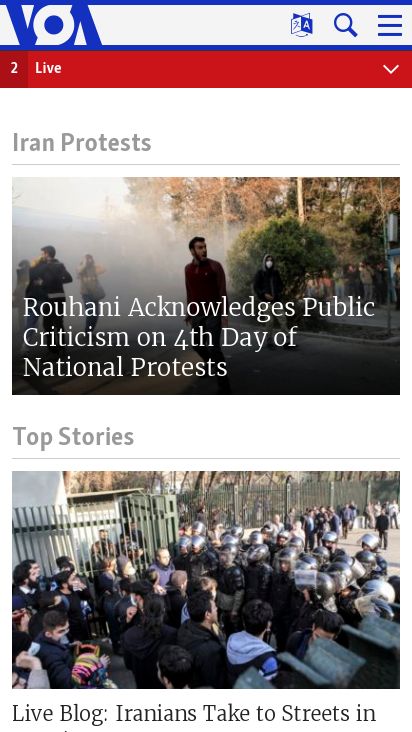 VOA
2 Live
Iran Protests
Rouhani Acknowledges Public
Criticism on 4th Day of
National Protests
Top Stories
Live Blog: Iranians Take to Streets in